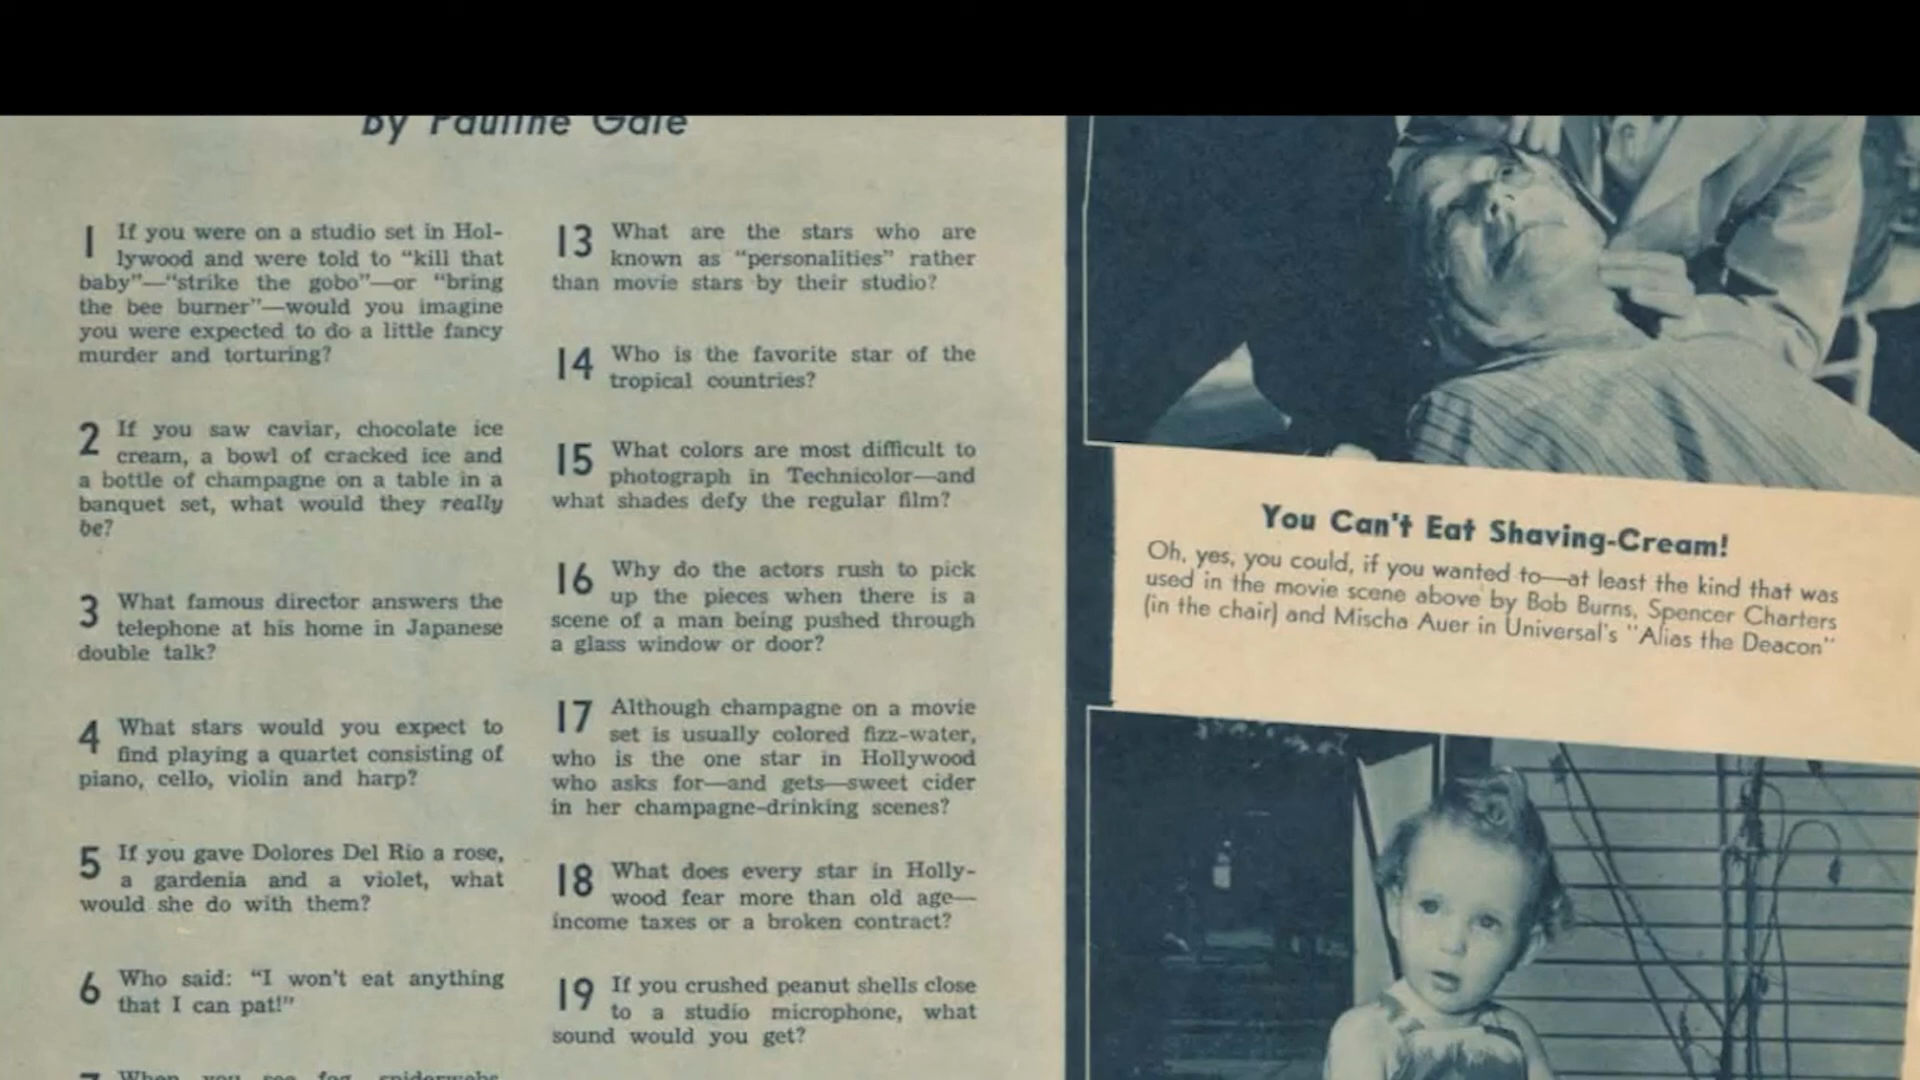 by Pauline Gale
1 If you were on a studio set in Hol-
lywood and were told to “kill that
baby”—“strike the gobo”—or “bring
the bee burner”—would you imagine
you were expected to do a little fancy
murder and torturing?
2 If you saw caviar, chocolate ice
cream, a bowl of cracked ice and
a bottle of champagne on a table in a
banquet set, what would they really
be?
3 What famous director answers the
telephone at his home in Japanese
double talk?
4 What stars would you expect to
find playing a quartet consisting of
piano, cello, violin and harp?
5 If you gave Dolores Del Rio a rose,
a gardenia and a violet, what
would she do with them?
6 Who said: “I won't eat anything
that I can pat!”
7 When you see fog, spiderwebs,
13 What are the stars who are
known as “personalities” rather
than movie stars by their studio?
14 Who is the favorite star of the
tropical countries?
15 What colors are most difficult to
photograph in Technicolor—and
what shades defy the regular film?
16 Why do the actors rush to pick
up the pieces when there is a
scene of a man being pushed through
a glass window or door?
17 Although champagne on a movie
set is usually colored fizz-water,
who is the one star in Hollywood
who asks for—and gets—sweet cider
in her champagne-drinking scenes?
18 What does every star in Holly-
wood fear more than old age—
income taxes or a broken contract?
19 If you crushed peanut shells close
to a studio microphone, what
sound would you get?
You Can't Eat Shaving-Cream!
Oh, yes, you could, if you wanted to—at least the kind that was
used in the movie scene above by Bob Burns, Spencer Charters
(in the chair) and Mischa Auer in Universal's "Alias the Deacon"